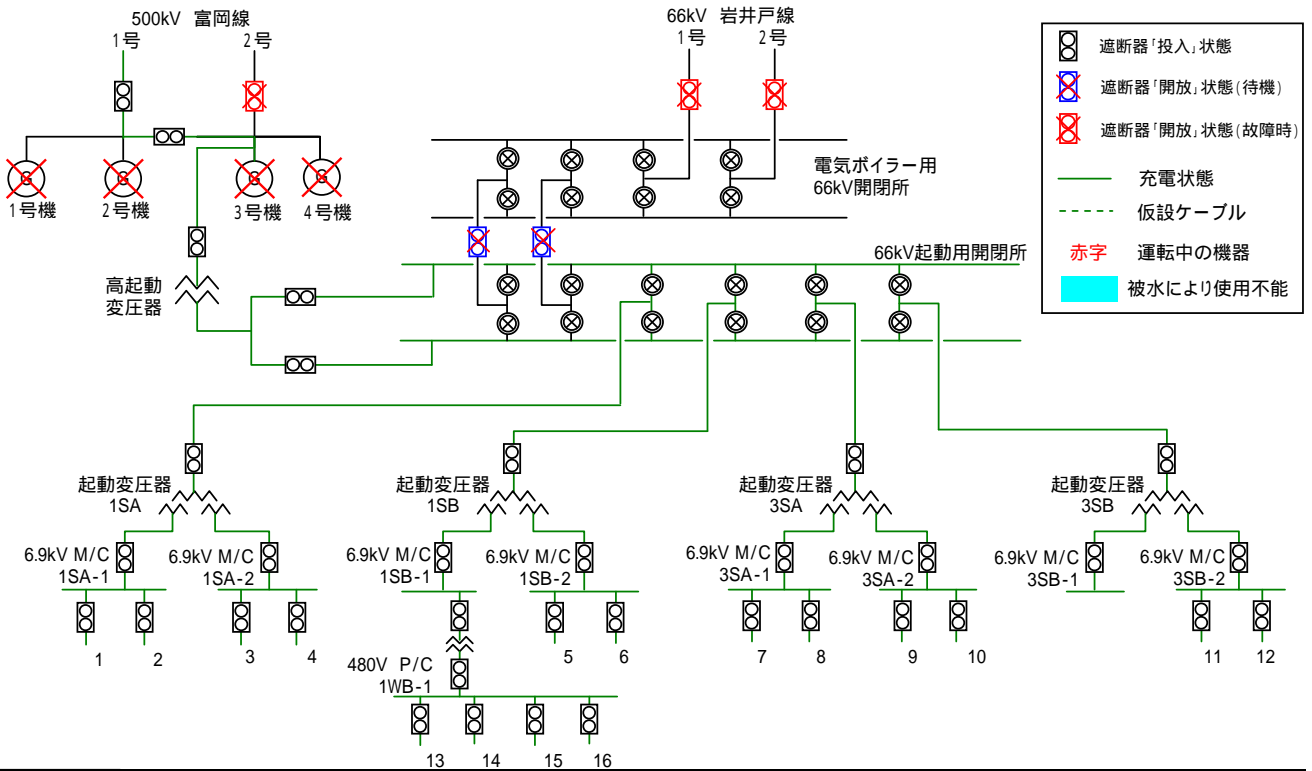 500kV 富岡線
1号
2号
66kV 岩井戸線
1号
2号
遮断器「投入」状態
遮断器「開放」状態(待機)
遮断器「開放」状態(故障時)
充電状態
仮設ケーブル
赤字 運転中の機器
被水により使用不能
G
G
G
G
1号機
2号機
3号機
4号機
電気ボイラー用
66kV開閉所
66kV起動用開閉所
高起動
変圧器
起動変圧器
1SA
起動変圧器
1SB
起動変圧器
3SA
起動変圧器
3SB
6.9kV M/C
1SA-1
6.9kV M/C
1SA-2
6.9kV M/C
1SB-1
6.9kV M/C
1SB-2
6.9kV M/C
3SA-1
6.9kV M/C
3SA-2
6.9kV M/C
3SB-1
6.9kV M/C
3SB-2
1
2
3
4
5
6
7
8
9
10
11
12
480V P/C
1WB-1
13
14
15
16